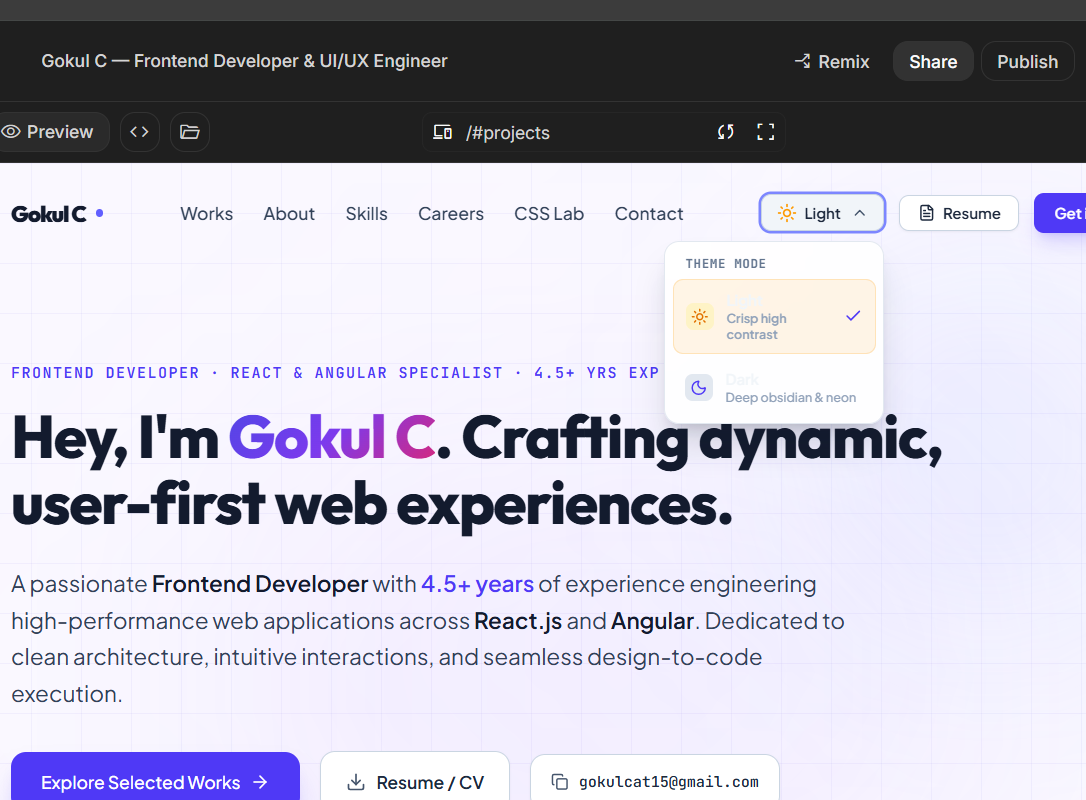 Gokul C — Frontend Developer & UI/UX Engineer
Remix
Share
Publish
Preview
/#projects
Gokul C
Works
About
Skills
Careers
CSS Lab
Contact
Light
Resume
Get
THEME MODE
Light
Crisp high
contrast
Dark
Deep obsidian & neon
FRONTEND DEVELOPER · REACT & ANGULAR SPECIALIST · 4.5+ YRS EXP
Hey, I'm Gokul C. Crafting dynamic,
user-first web experiences.
A passionate Frontend Developer with 4.5+ years of experience engineering
high-performance web applications across React.js and Angular. Dedicated to
clean architecture, intuitive interactions, and seamless design-to-code
execution.
Explore Selected Works
Resume / CV
gokulcat15@gmail.com